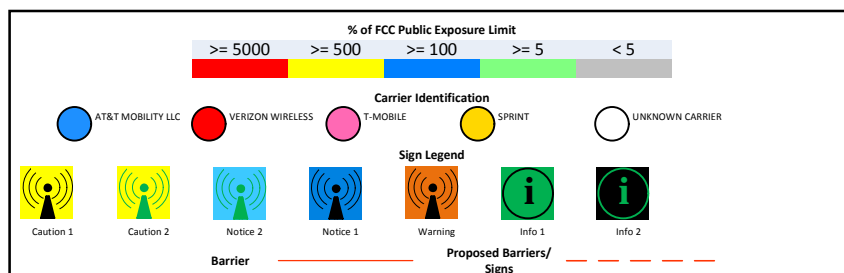 % of FCC Public Exposure Limit
>= 5000 >= 500 >= 100 >= 5 < 5
Carrier Identification
AT&T MOBILITY LLC VERIZON WIRELESS T-MOBILE SPRINT UNKNOWN CARRIER
Sign Legend
i i
Caution 1 Caution 2 Notice 2 Notice 1 Warning Info 1 Info 2
Barrier Proposed Barriers/
Signs